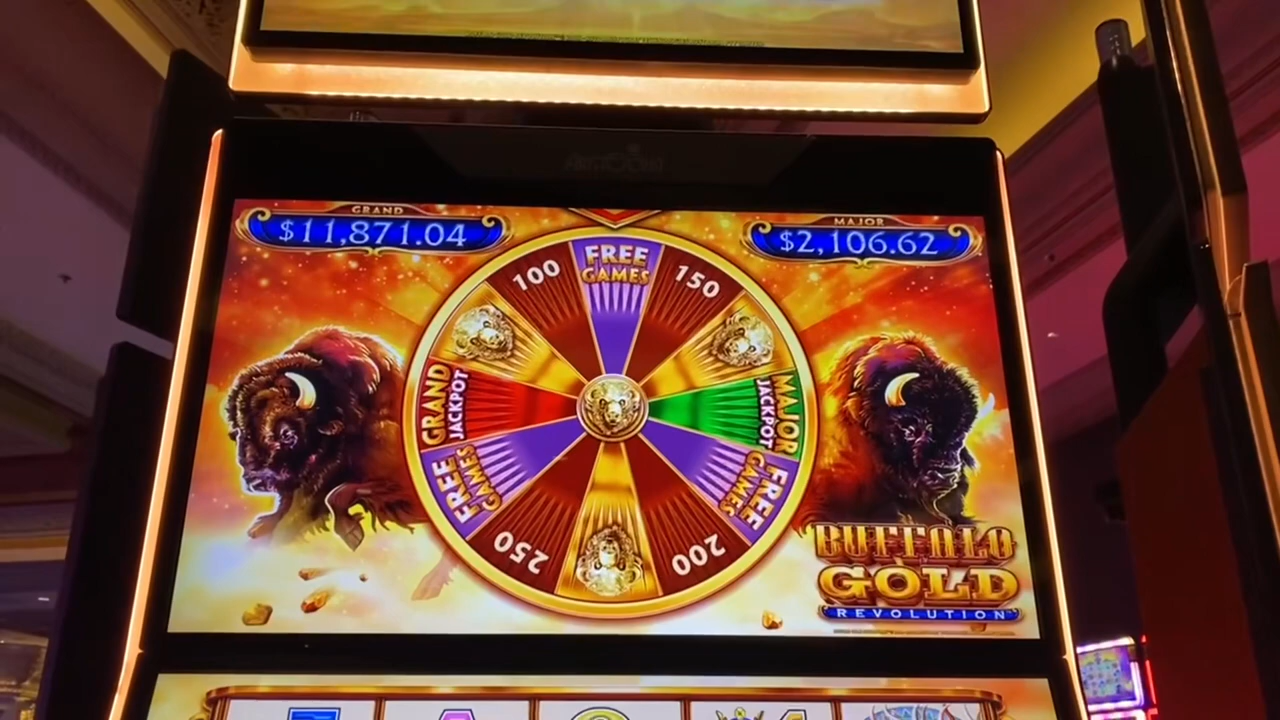 GRAND
$11,871.04
MAJOR
$2,106.62
FREE
GAMES
100
150
GRAND
JACKPOT
MAJOR
JACKPOT
FREE
GAMES
FREE
GAMES
250
200
BUFFALO
GOLD
REVOLUTION